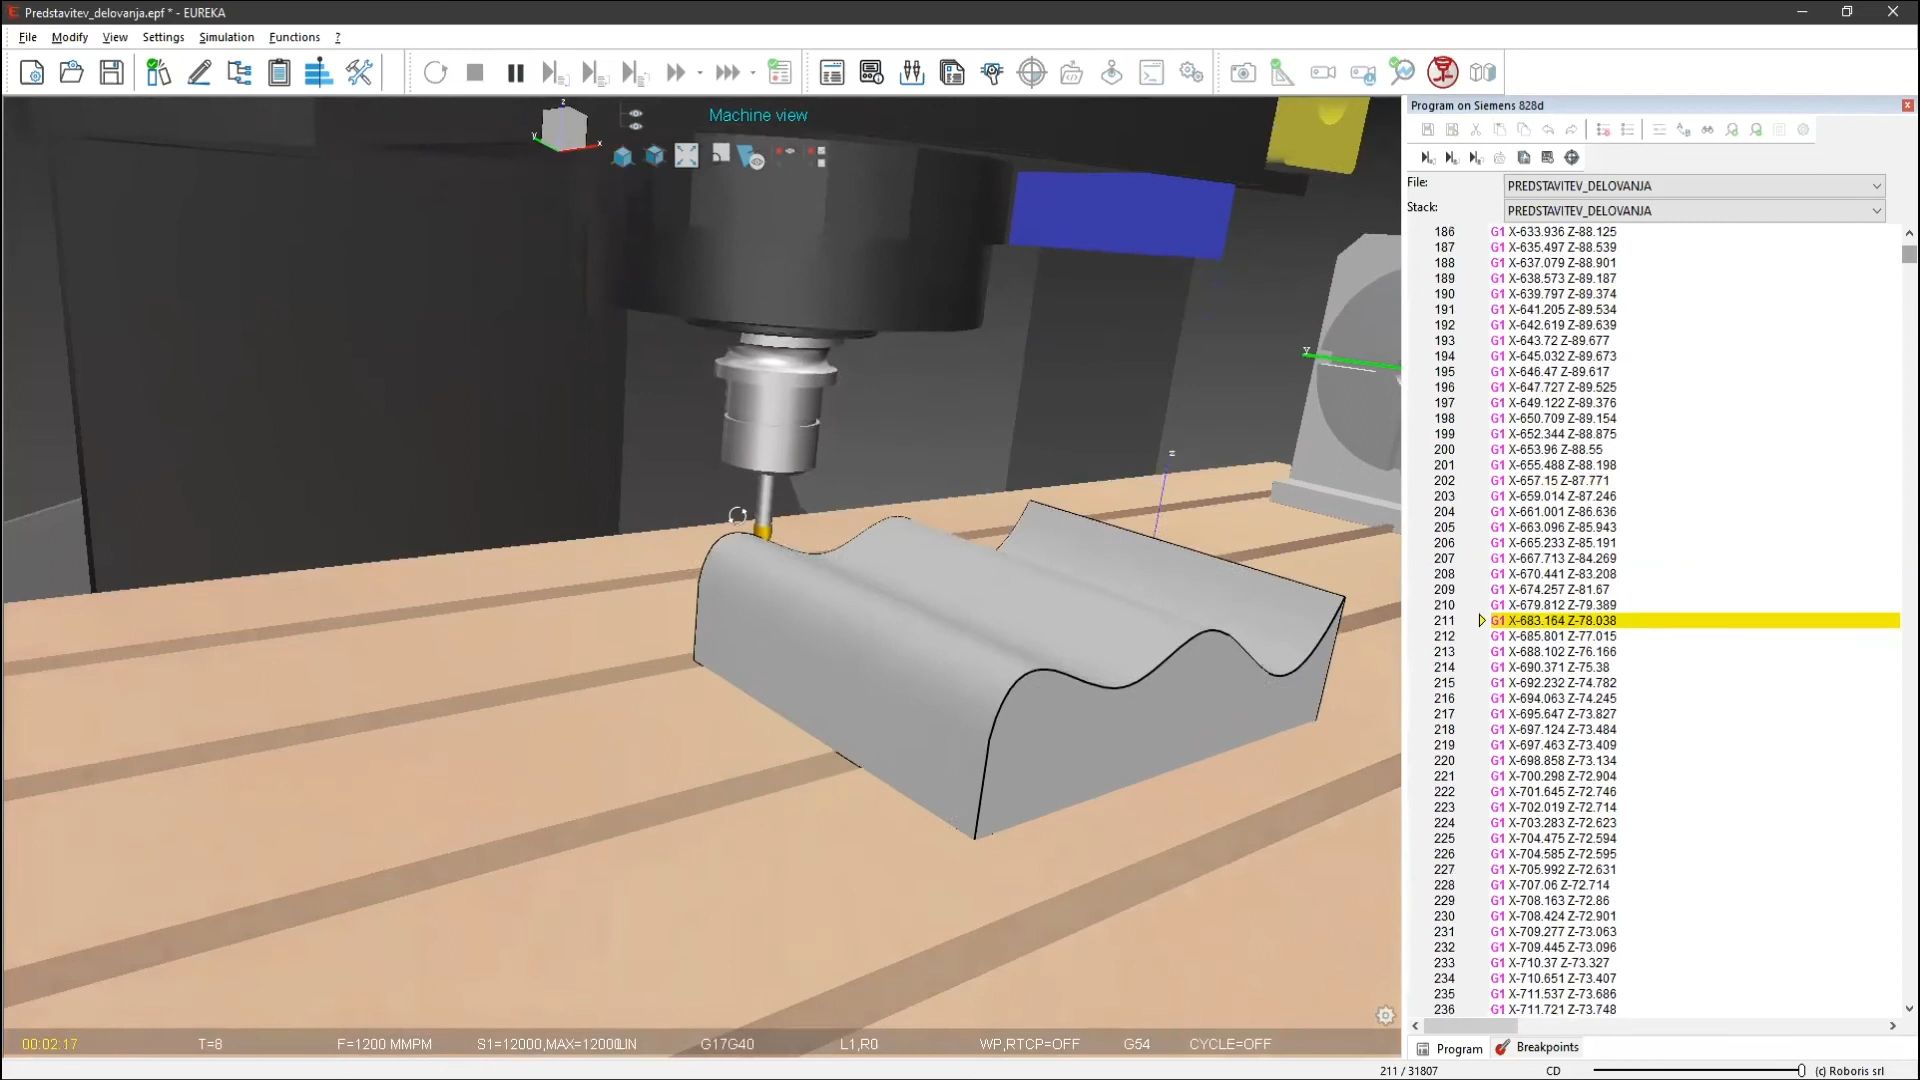 Predstavitev_delovanja.epf * - EUREKA
File Modify View Settings Simulation Functions ?
Machine view
z
y
x
Y
z
Program on Siemens 828d
File: PREDSTAVITEV_DELOVANJA
Stack: PREDSTAVITEV_DELOVANJA
186 G1 X-633.936 Z-88.125
187 G1 X-635.497 Z-88.539
188 G1 X-637.079 Z-88.901
189 G1 X-638.573 Z-89.187
190 G1 X-639.797 Z-89.374
191 G1 X-641.205 Z-89.534
192 G1 X-642.619 Z-89.639
193 G1 X-643.72 Z-89.677
194 G1 X-645.032 Z-89.673
195 G1 X-646.47 Z-89.617
196 G1 X-647.727 Z-89.525
197 G1 X-649.122 Z-89.376
198 G1 X-650.709 Z-89.154
199 G1 X-652.344 Z-88.875
200 G1 X-653.96 Z-88.55
201 G1 X-655.488 Z-88.198
202 G1 X-657.15 Z-87.771
203 G1 X-659.014 Z-87.246
204 G1 X-661.001 Z-86.636
205 G1 X-663.096 Z-85.943
206 G1 X-665.233 Z-85.191
207 G1 X-667.713 Z-84.269
208 G1 X-670.441 Z-83.208
209 G1 X-674.257 Z-81.67
210 G1 X-679.812 Z-79.389
211 G1 X-683.164 Z-78.038
212 G1 X-685.801 Z-77.015
213 G1 X-688.102 Z-76.166
214 G1 X-690.371 Z-75.38
215 G1 X-692.232 Z-74.782
216 G1 X-694.063 Z-74.245
217 G1 X-695.647 Z-73.827
218 G1 X-697.124 Z-73.484
219 G1 X-697.463 Z-73.409
220 G1 X-698.858 Z-73.134
221 G1 X-700.298 Z-72.904
222 G1 X-701.645 Z-72.746
223 G1 X-702.019 Z-72.714
224 G1 X-703.283 Z-72.623
225 G1 X-704.475 Z-72.594
226 G1 X-704.585 Z-72.595
227 G1 X-705.992 Z-72.631
228 G1 X-707.06 Z-72.714
229 G1 X-708.163 Z-72.86
230 G1 X-708.424 Z-72.901
231 G1 X-709.277 Z-73.063
232 G1 X-709.445 Z-73.096
233 G1 X-710.37 Z-73.327
234 G1 X-710.651 Z-73.407
235 G1 X-711.537 Z-73.686
236 G1 X-711.721 Z-73.748
00:02:17 T=8 F=1200 MMPM S1=12000,MAX=12000LIN G17G40 L1,R0 WP,RTCP=OFF G54 CYCLE=OFF
Program Breakpoints
211 / 31807 CD (c) Roboris srl